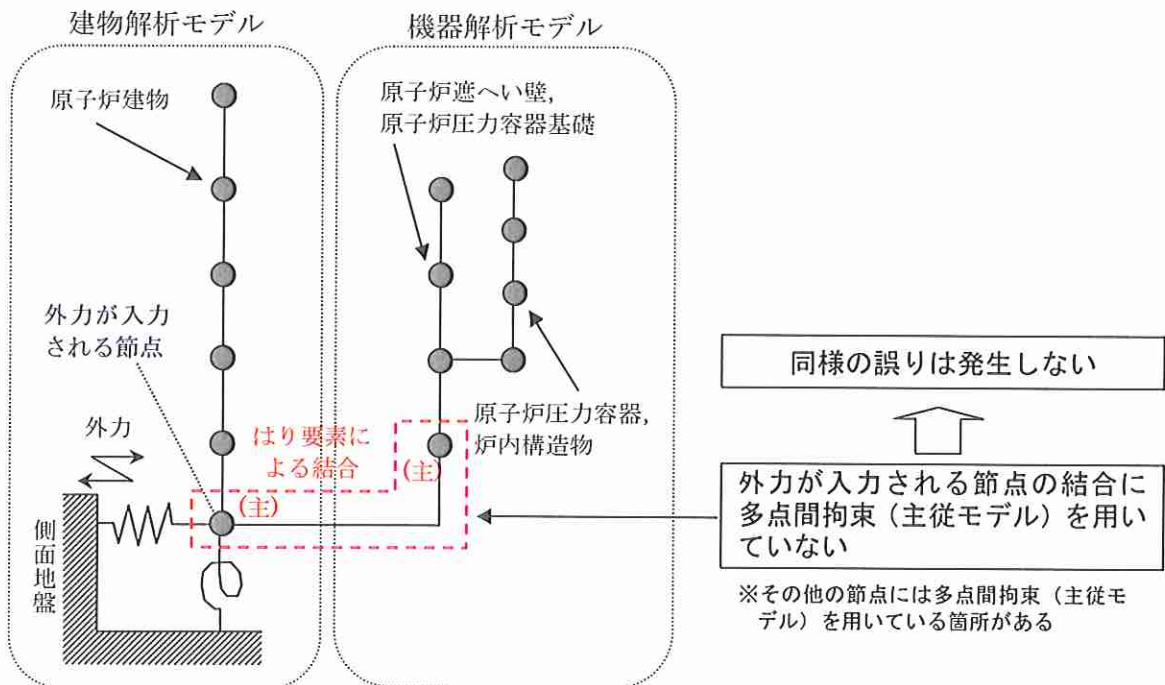 建物解析モデル
機器解析モデル
原子炉建物
原子炉遮へい壁,
原子炉圧力容器基礎
外力が入力
される節点
外力
はり要素に
よる結合
(主)
(主)
原子炉圧力容器,
炉内構造物
側面地盤
同様の誤りは発生しない
外力が入力される節点の結合に
多点間拘束（主従モデル）を用い
ていない
※その他の節点には多点間拘束（主従モ
デル）を用いている箇所がある